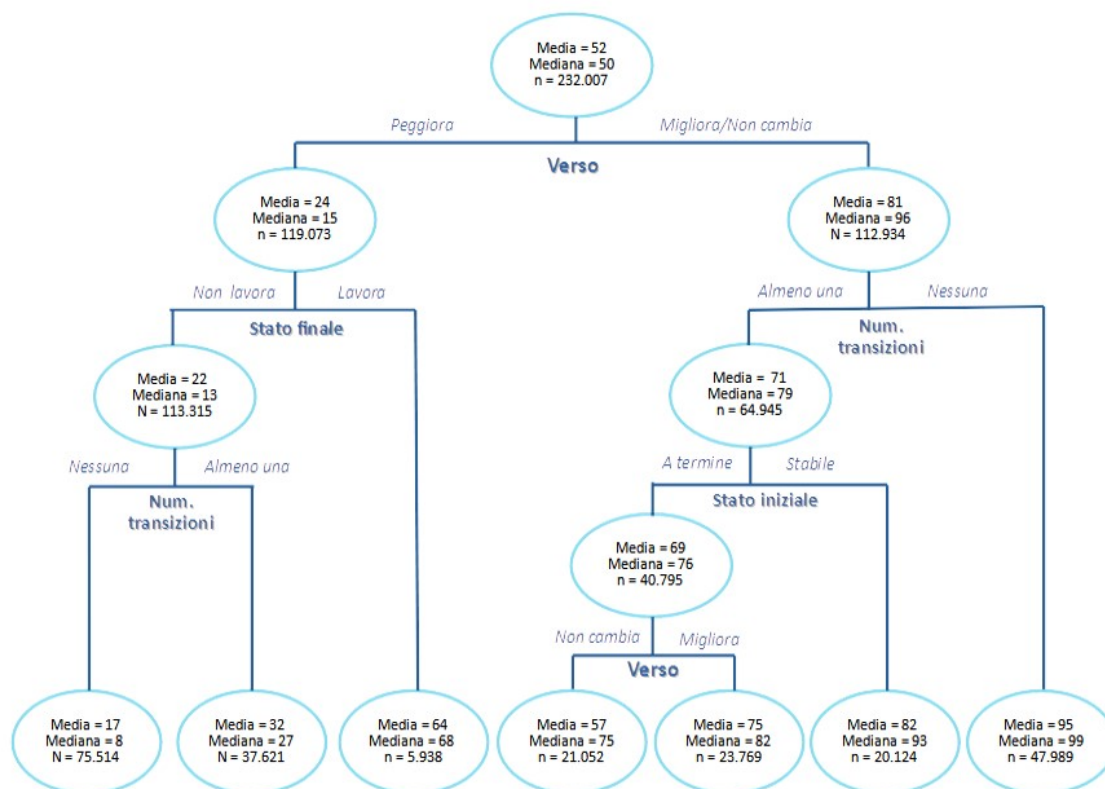 Media = 52
Mediana = 50
n = 232.007
Peggiora
Migliora/Non cambia
Verso
Media = 24
Mediana = 15
n = 119.073
Media = 81
Mediana = 96
N = 112.934
Non lavora
Lavora
Stato finale
Almeno una
Nessuna
Num.
transizioni
Media = 22
Mediana = 13
N = 113.315
Media = 71
Mediana = 79
n = 64.945
Nessuna
Almeno una
Num.
transizioni
A termine
Stabile
Stato iniziale
Media = 69
Mediana = 76
n = 40.795
Non cambia
Migliora
Verso
Media = 17
Mediana = 8
N = 75.514
Media = 32
Mediana = 27
N = 37.621
Media = 64
Mediana = 68
n = 5.938
Media = 57
Mediana = 75
n = 21.052
Media = 75
Mediana = 82
n = 23.769
Media = 82
Mediana = 93
n = 20.124
Media = 95
Mediana = 99
n = 47.989